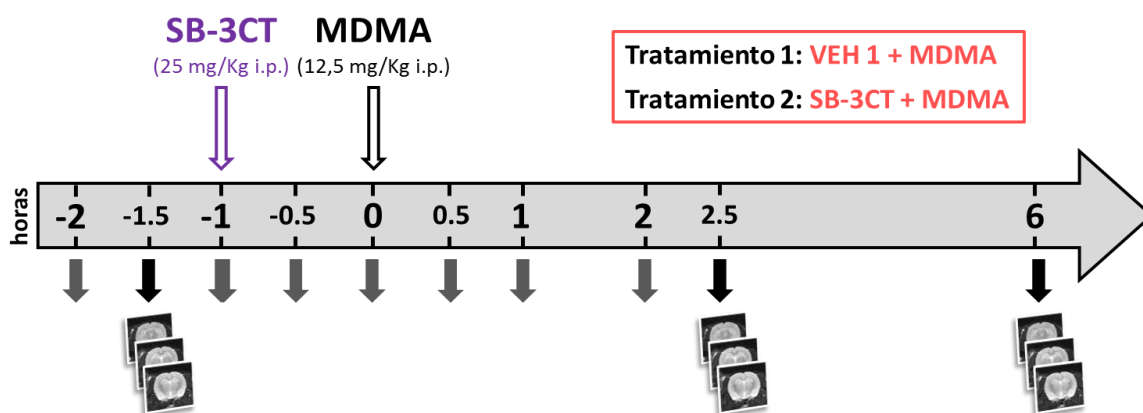 SB-3CT MDMA
(25 mg/Kg i.p.) (12,5 mg/Kg i.p.)
Tratamiento 1: VEH 1 + MDMA
Tratamiento 2: SB-3CT + MDMA
horas
-2 -1.5 -1 -0.5 0 0.5 1 2 2.5 6